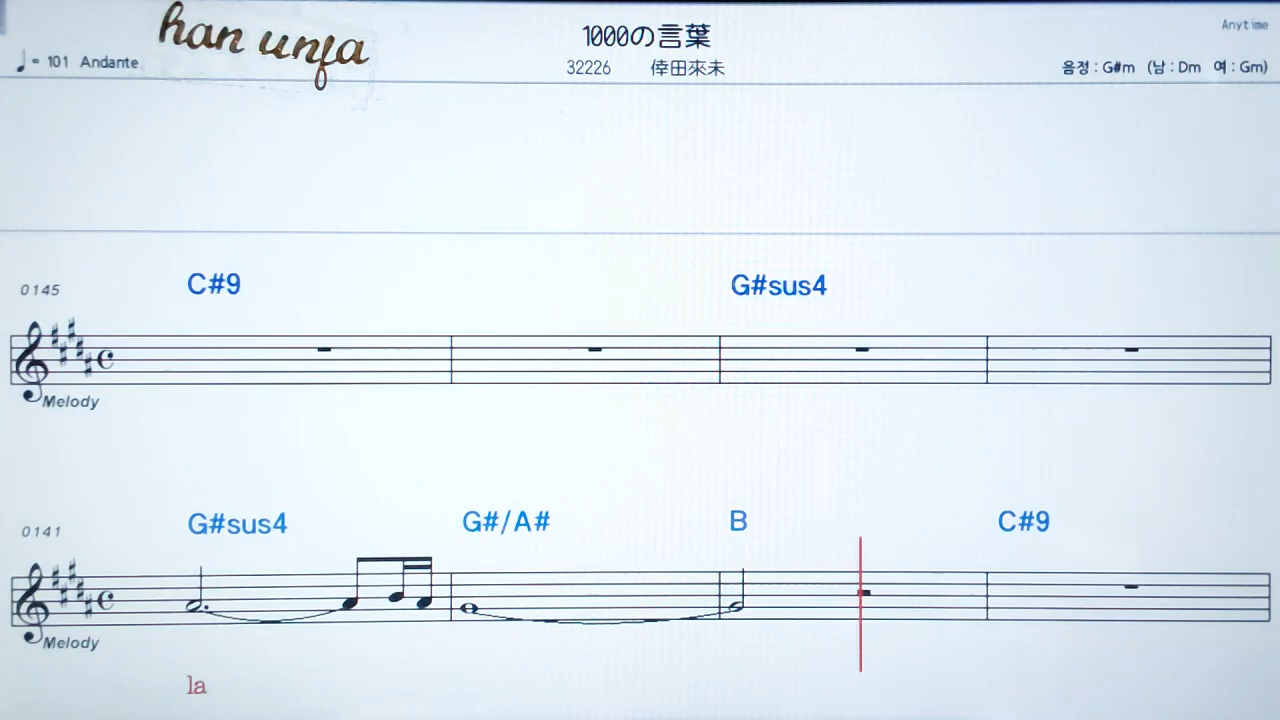 han unfa
1000の言葉
Anytime
♩= 101 Andante
32226 倖田來未
음정 : G#m (남 : Dm 여 : Gm)
0145
C#9
G#sus4
Melody
0141
G#sus4
G#/A#
B
C#9
Melody
la